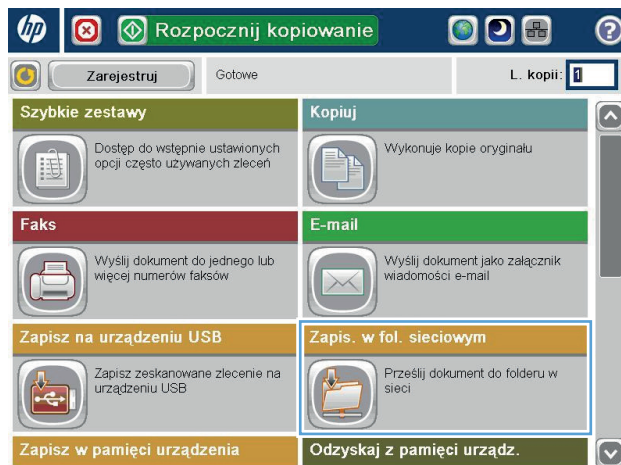 hp
Rozpocznij kopiowanie
?
Zarejestruj
Gotowe
L. kopii: 1
Szybkie zestawy
Dostęp do wstępnie ustawionych
opcji często używanych zleceń
Kopiuj
Wykonuje kopie oryginału
Faks
Wyślij dokument do jednego lub
więcej numerów faksów
E-mail
Wyślij dokument jako załącznik
wiadomości e-mail
Zapisz na urządzeniu USB
Zapisz zeskanowane zlecenie na
urządzeniu USB
Zapis. w fol. sieciowym
Prześlij dokument do folderu w
sieci
Zapisz w pamięci urządzenia
Odzyskaj z pamięci urządz.